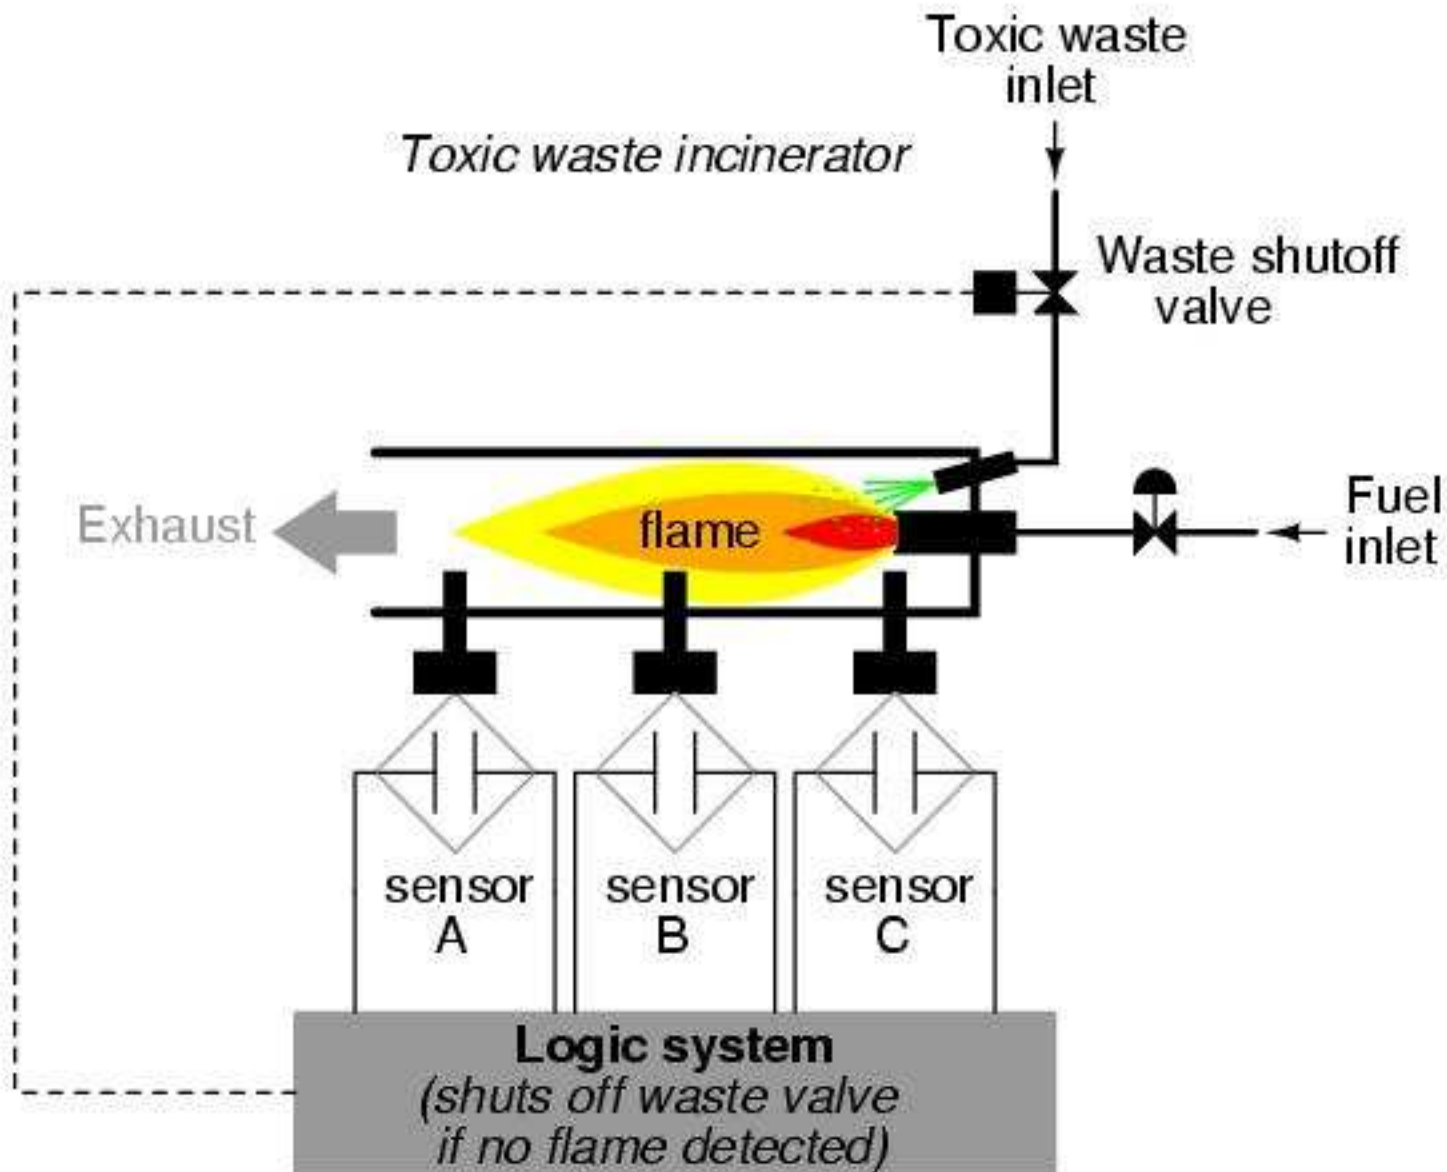 Toxic waste
inlet
Toxic waste incinerator
Waste shutoff
valve
Exhaust
flame
Fuel
inlet
sensor
A
sensor
B
sensor
C
Logic system
(shuts off waste valve
if no flame detected)